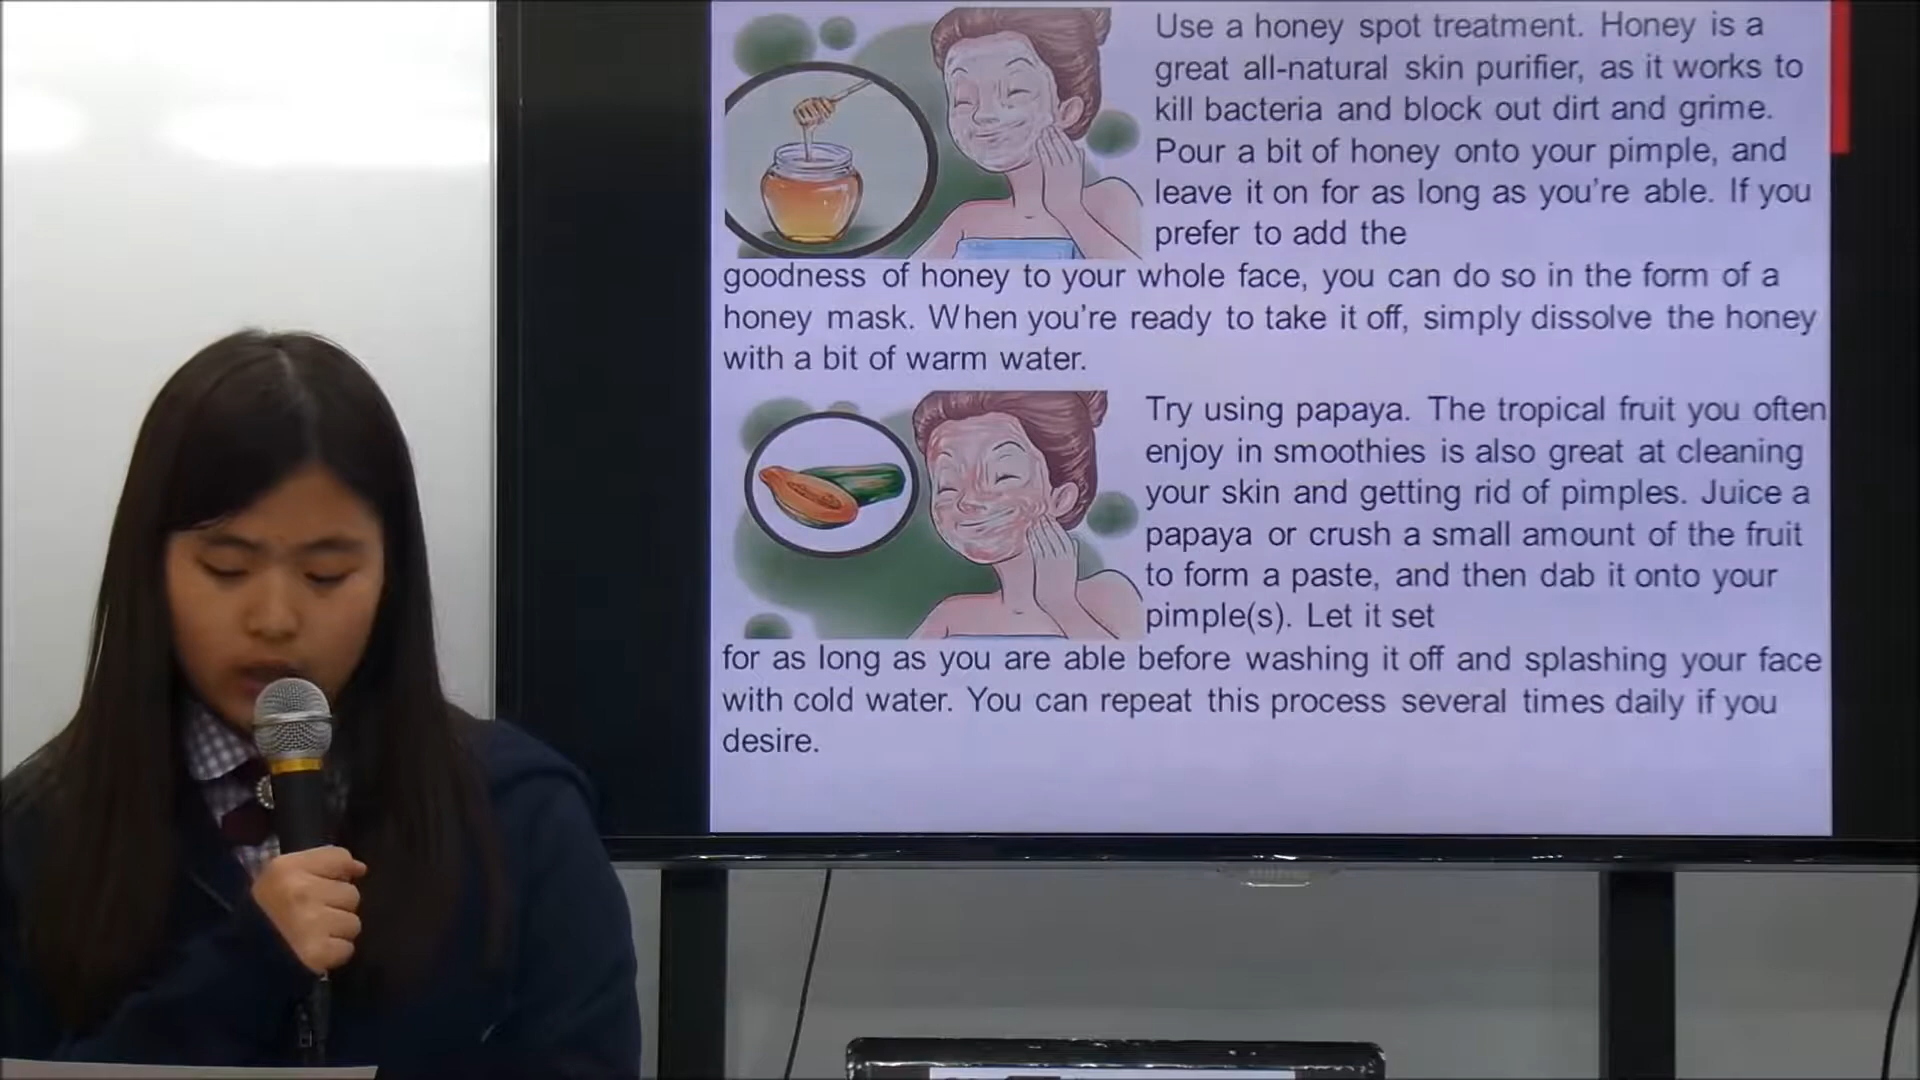 Use a honey spot treatment. Honey is a
great all-natural skin purifier, as it works to
kill bacteria and block out dirt and grime.
Pour a bit of honey onto your pimple, and
leave it on for as long as you’re able. If you
prefer to add the
goodness of honey to your whole face, you can do so in the form of a
honey mask. When you’re ready to take it off, simply dissolve the honey
with a bit of warm water.
Try using papaya. The tropical fruit you often
enjoy in smoothies is also great at cleaning
your skin and getting rid of pimples. Juice a
papaya or crush a small amount of the fruit
to form a paste, and then dab it onto your
pimple(s). Let it set
for as long as you are able before washing it off and splashing your face
with cold water. You can repeat this process several times daily if you
desire.